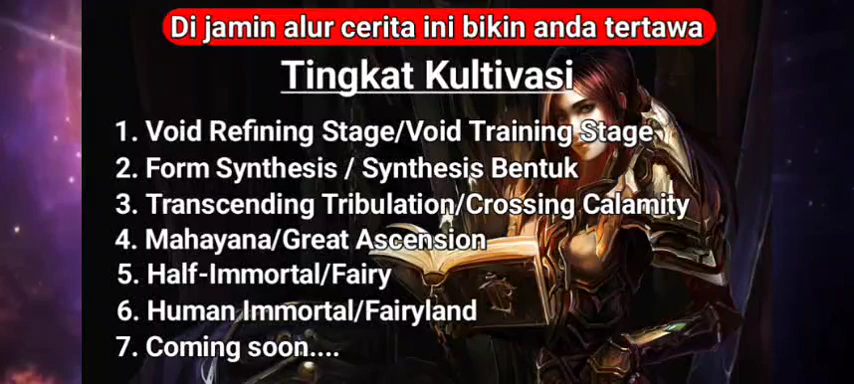 Di jamin alur cerita ini bikin anda tertawa
Tingkat Kultivasi
1. Void Refining Stage/Void Training Stage
2. Form Synthesis / Synthesis Bentuk
3. Transcending Tribulation/Crossing Calamity
4. Mahayana/Great Ascension
5. Half-Immortal/Fairy
6. Human Immortal/Fairyland
7. Coming soon....